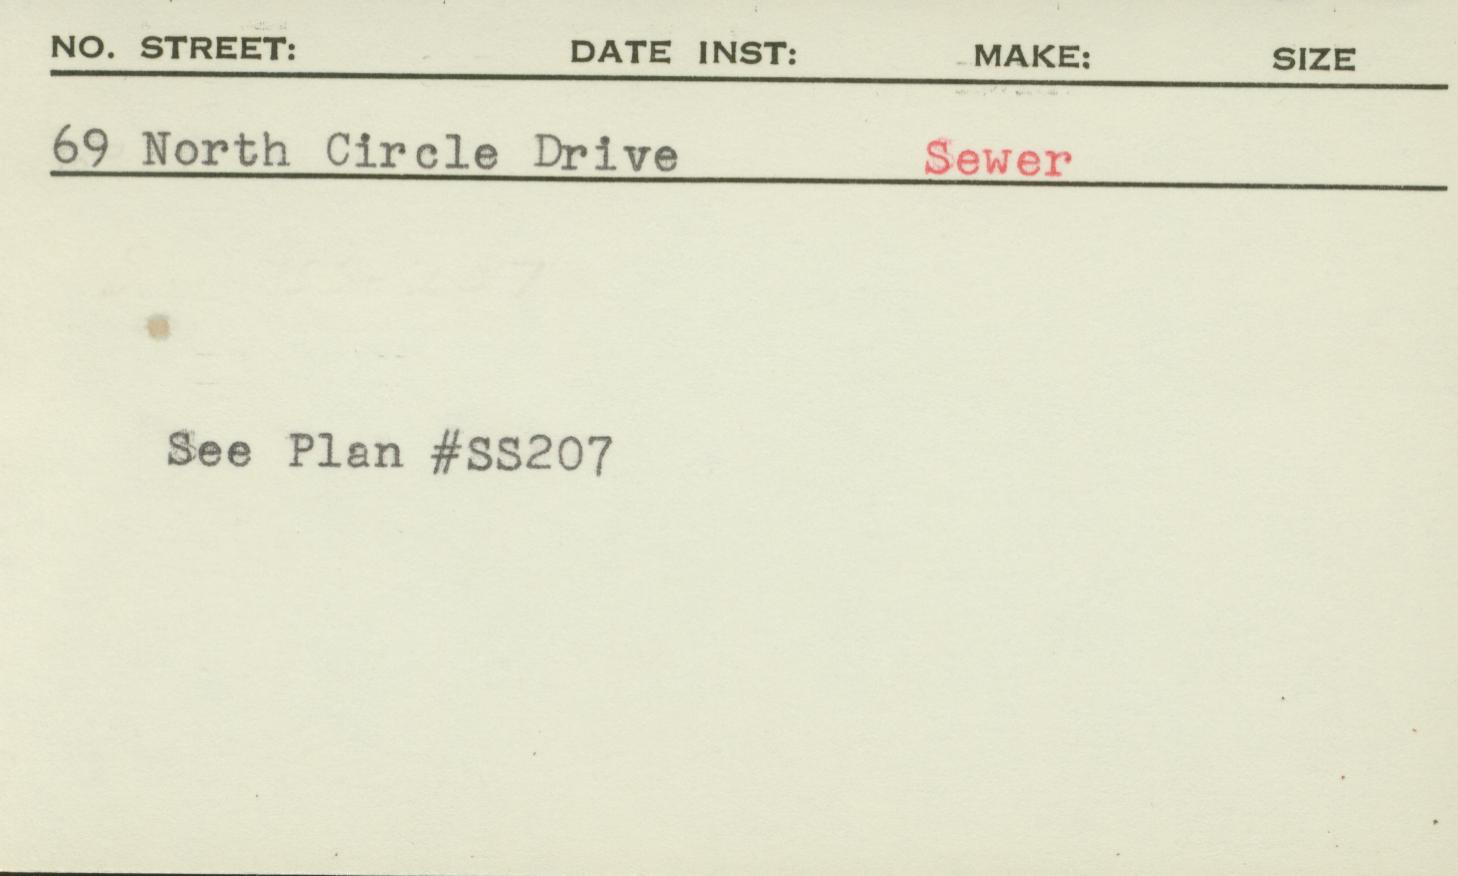 NO. STREET: DATE INST: MAKE: SIZE
69 North Circle Drive Sewer
See Plan #SS207